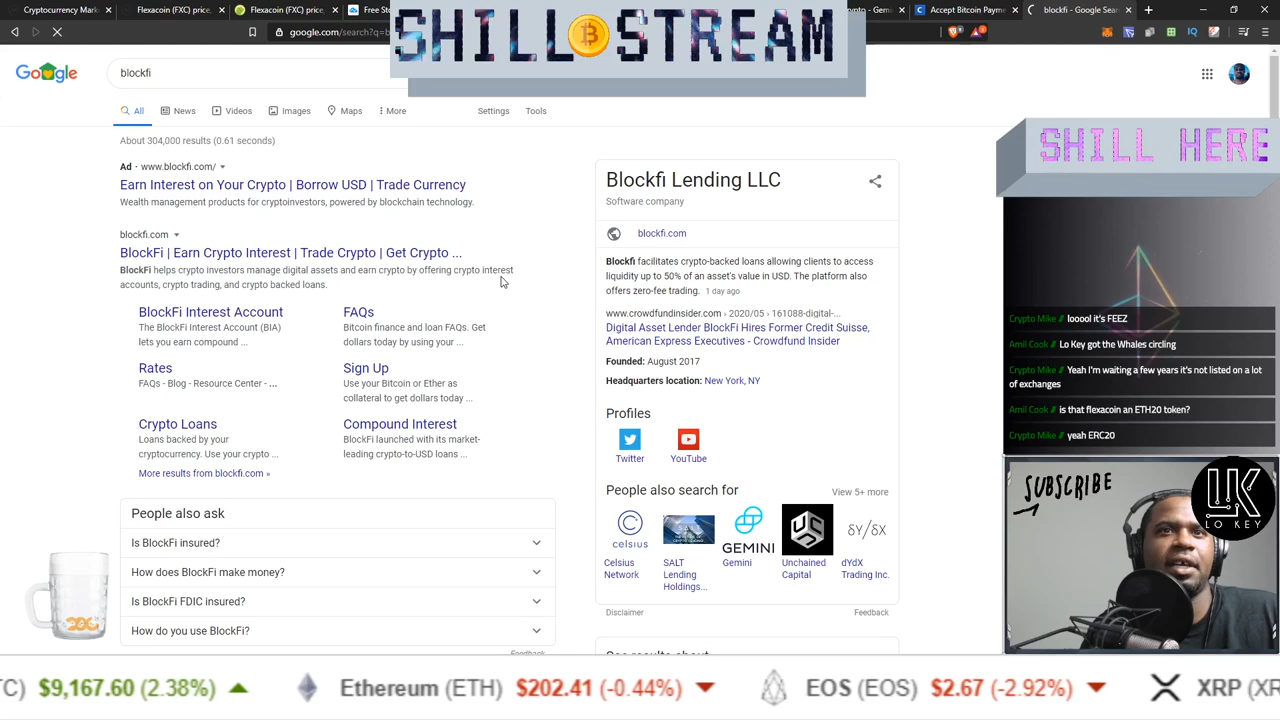 Cryptocurrency Mark
Flexacoin (FXC) price,
Flexacoin (FXC) price,
Free Sto
Gemi
Accept Bitcoin Payme
blockfi - Google Sear
google.com/search?q=b
SHILL STREAM
Google
blockfi
All
News
Videos
Images
Maps
More
Settings
Tools
About 304,000 results (0.61 seconds)
Ad · www.blockfi.com/
Earn Interest on Your Crypto | Borrow USD | Trade Currency
Wealth management products for cryptoinvestors, powered by blockchain technology.
blockfi.com
BlockFi | Earn Crypto Interest | Trade Crypto | Get Crypto ...
BlockFi helps crypto investors manage digital assets and earn crypto by offering crypto interest
accounts, crypto trading, and crypto backed loans.
BlockFi Interest Account
The BlockFi Interest Account (BIA)
lets you earn compound ...
FAQs
Bitcoin finance and loan FAQs. Get
dollars today by using your ...
Rates
FAQs - Blog - Resource Center - ...
Sign Up
Use your Bitcoin or Ether as
collateral to get dollars today ...
Crypto Loans
Loans backed by your
cryptocurrency. Use your crypto ...
Compound Interest
BlockFi launched with its market-
leading crypto-to-USD loans ...
More results from blockfi.com »
People also ask
Is BlockFi insured?
How does BlockFi make money?
Is BlockFi FDIC insured?
How do you use BlockFi?
Feedback
Blockfi Lending LLC
Software company
blockfi.com
Blockfi facilitates crypto-backed loans allowing clients to access
liquidity up to 50% of an asset's value in USD. The platform also
offers zero-fee trading. 1 day ago
www.crowdfundinsider.com › 2020/05 › 161088-digital-...
Digital Asset Lender BlockFi Hires Former Credit Suisse,
American Express Executives - Crowdfund Insider
Founded: August 2017
Headquarters location: New York, NY
Profiles
Twitter
YouTube
People also search for
View 5+ more
celsius
SALT
GEMINI
δY/δX
Celsius
Network
SALT
Lending
Holdings...
Gemini
Unchained
Capital
dYdX
Trading Inc.
Disclaimer
Feedback
See results about
SHILL HERE
Crypto Mike // looool it's FEEZ
Amil Cook // Lo Key got the Whales circling
Crypto Mike // Yeah I'm waiting a few years it's not listed on a lot
of exchanges
Amil Cook // is that flexacoin an ETH20 token?
Crypto Mike // yeah ERC20
SUBSCRIBE
LK
LO KEY
TC) $9,167.60 (2.38%)
Ethereum (ETH) $202.41 (-0.44%)
EOS (EOS) $2.67 (-2.92%)
XRP (XR